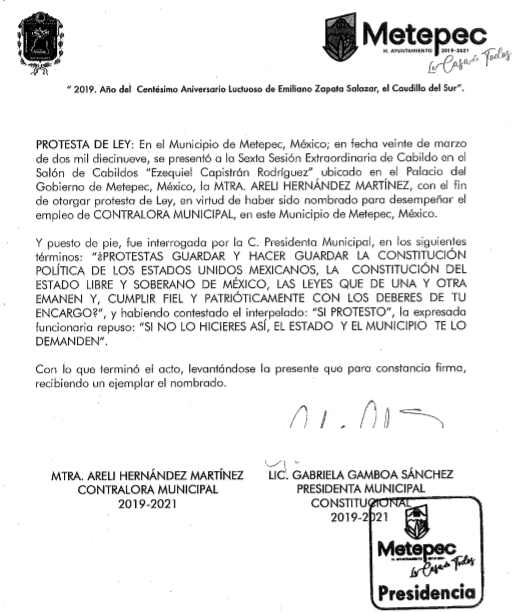 Metepec
H. AYUNTAMIENTO 2019-2021
La Casa de Todos
" 2019. Año del Centésimo Aniversario Luctuoso de Emiliano Zapata Salazar, el Caudillo del Sur".
PROTESTA DE LEY: En el Municipio de Metepec, México; en fecha veinte de marzo
de dos mil diecinueve, se presentó a la Sexta Sesión Extraordinaria de Cabildo en el
Salón de Cabildos "Ezequiel Capistrán Rodríguez" ubicado en el Palacio del
Gobierno de Metepec, México, la MTRA. ARELI HERNÁNDEZ MARTÍNEZ, con el fin
de otorgar protesta de Ley, en virtud de haber sido nombrado para desempeñar el
empleo de CONTRALORA MUNICIPAL, en este Municipio de Metepec, México.
Y puesto de pie, fue interrogada por la C. Presidenta Municipal, en los siguientes
términos: "¿PROTESTAS GUARDAR Y HACER GUARDAR LA CONSTITUCIÓN
POLÍTICA DE LOS ESTADOS UNIDOS MEXICANOS, LA CONSTITUCIÓN DEL
ESTADO LIBRE Y SOBERANO DE MÉXICO, LAS LEYES QUE DE UNA Y OTRA
EMANEN Y, CUMPLIR FIEL Y PATRIÓTICAMENTE CON LOS DEBERES DE TU
ENCARGO?", y habiendo contestado el interpelado: "SI PROTESTO", la expresada
funcionaria repuso: "SI NO LO HICIERES ASÍ, EL ESTADO Y EL MUNICIPIO TE LO
DEMANDEN".
Con lo que terminó el acto, levantándose la presente que para constancia firma,
recibiendo un ejemplar el nombrado.
MTRA. ARELI HERNÁNDEZ MARTÍNEZ
CONTRALORA MUNICIPAL
2019-2021
LIC. GABRIELA GAMBOA SÁNCHEZ
PRESIDENTA MUNICIPAL
CONSTITUCIONAL
2019-2021
Metepec
La Casa de Todos
Presidencia